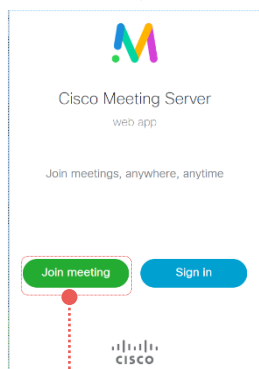 Cisco Meeting Server
web app
Join meetings, anywhere, anytime
Join meeting Sign In
CISCO